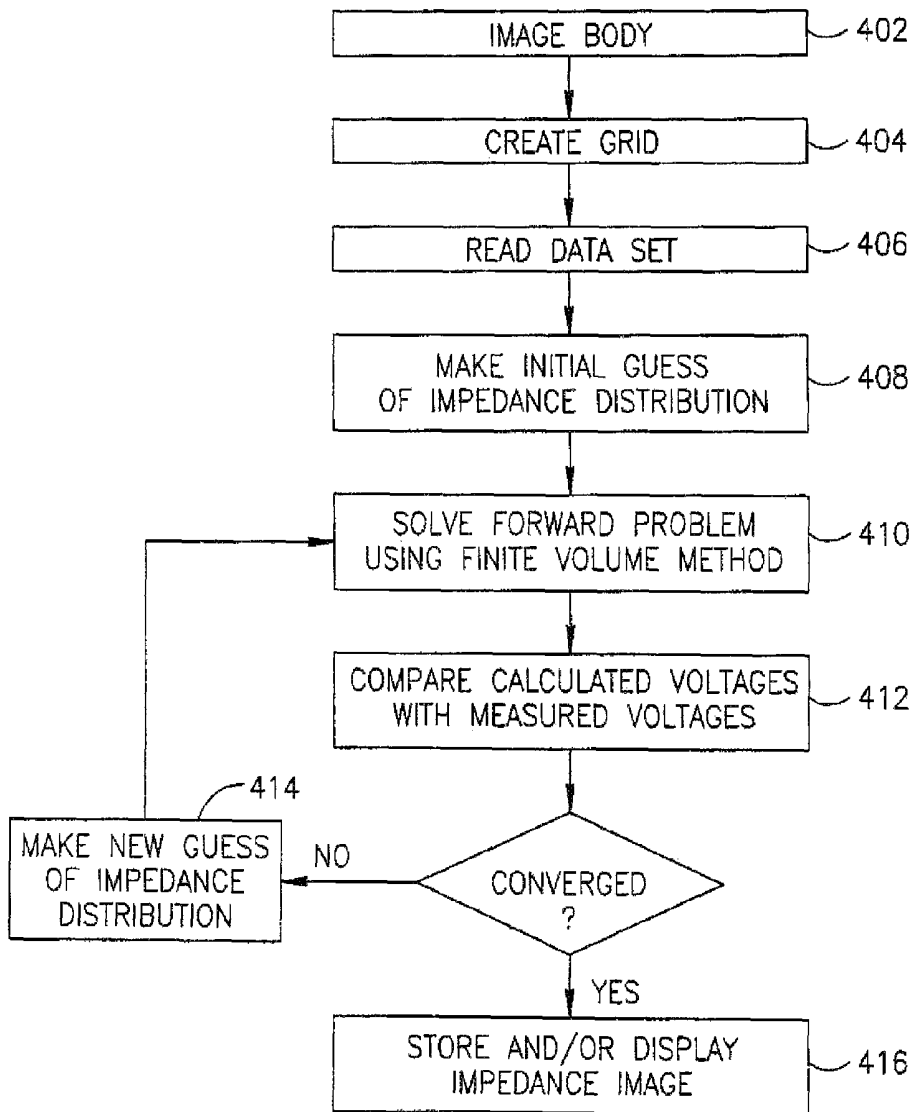 IMAGE BODY
402
CREATE GRID
404
READ DATA SET
406
MAKE INITIAL GUESS
OF IMPEDANCE DISTRIBUTION
408
SOLVE FORWARD PROBLEM
USING FINITE VOLUME METHOD
410
COMPARE CALCULATED VOLTAGES
WITH MEASURED VOLTAGES
412
414
MAKE NEW GUESS
OF IMPEDANCE
DISTRIBUTION
NO
CONVERGED
?
YES
STORE AND/OR DISPLAY
IMPEDANCE IMAGE
416